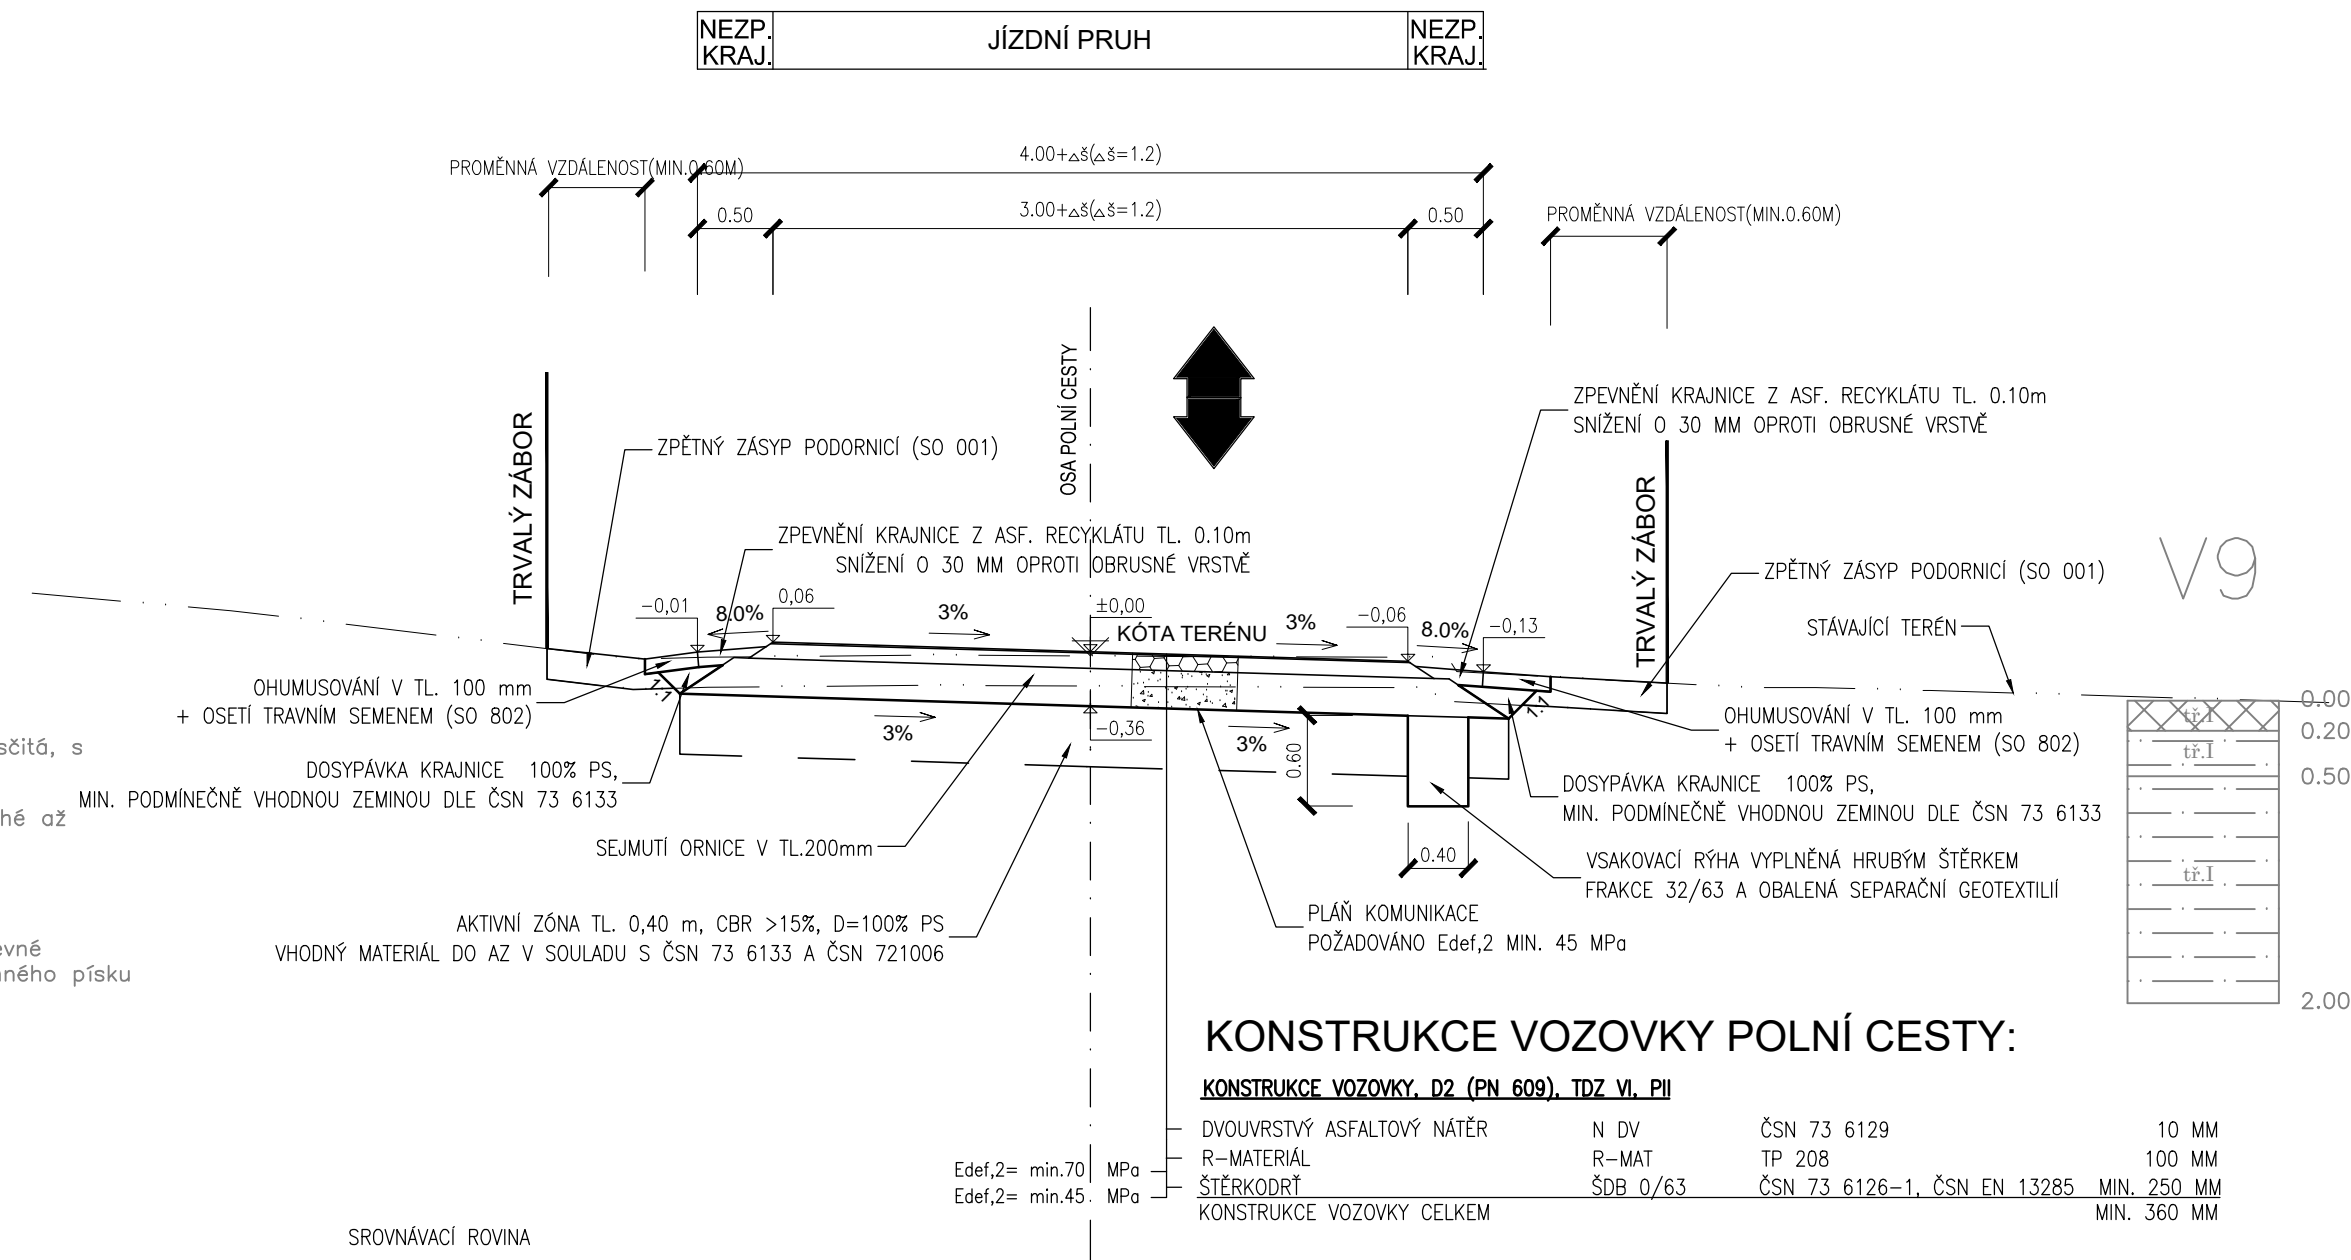 NEZP.
KRAJ.
JÍZDNÍ PRUH
NEZP.
KRAJ.
PROMĚNNÁ VZDÁLENOST(MIN.0.60M)
4.00+△š(△š=1.2)
0.50
3.00+△š(△š=1.2)
0.50
PROMĚNNÁ VZDÁLENOST(MIN.0.60M)
OSA POLNÍ CESTY
TRVALÝ ZÁBOR
ZPĚTNÝ ZÁSYP PODORNICÍ (SO 001)
ZPEVNĚNÍ KRAJNICE Z ASF. RECYKLÁTU TL. 0.10m
SNÍŽENÍ O 30 MM OPROTI OBRUSNÉ VRSTVĚ
ZPEVNĚNÍ KRAJNICE Z ASF. RECYKLÁTU TL. 0.10m
SNÍŽENÍ O 30 MM OPROTI OBRUSNÉ VRSTVĚ
TRVALÝ ZÁBOR
ZPĚTNÝ ZÁSYP PODORNICÍ (SO 001)
V9
STÁVAJÍCÍ TERÉN
-0,01
8.0%
0,06
3%
±0,00
KÓTA TERÉNU
3%
-0,06
8.0%
-0,13
1:1
1:1
OHUMUSOVÁNÍ V TL. 100 mm
+ OSETÍ TRAVNÍM SEMENEM (SO 802)
3%
-0,36
3%
0.60
OHUMUSOVÁNÍ V TL. 100 mm
+ OSETÍ TRAVNÍM SEMENEM (SO 802)
0.00
tř.I
0.20
tř.I
0.50
tř.I
2.00
sčitá, s
hé až
evné
ného písku
DOSYPÁVKA KRAJNICE 100% PS,
MIN. PODMÍNEČNĚ VHODNOU ZEMINOU DLE ČSN 73 6133
DOSYPÁVKA KRAJNICE 100% PS,
MIN. PODMÍNEČNĚ VHODNOU ZEMINOU DLE ČSN 73 6133
SEJMUTÍ ORNICE V TL.200mm
0.40
VSAKOVACÍ RÝHA VYPLNĚNÁ HRUBÝM ŠTĚRKEM
FRAKCE 32/63 A OBALENÁ SEPARAČNÍ GEOTEXTILIÍ
AKTIVNÍ ZÓNA TL. 0,40 m, CBR >15%, D=100% PS
VHODNÝ MATERIÁL DO AZ V SOULADU S ČSN 73 6133 A ČSN 721006
PLÁŇ KOMUNIKACE
POŽADOVÁNO Edef,2 MIN. 45 MPa
KONSTRUKCE VOZOVKY POLNÍ CESTY:
KONSTRUKCE VOZOVKY, D2 (PN 609), TDZ VI, PII
DVOUVRSTVÝ ASFALTOVÝ NÁTĚR N DV ČSN 73 6129 10 MM
R-MATERIÁL R-MAT TP 208 100 MM
ŠTĚRKODRŤ ŠDB 0/63 ČSN 73 6126-1, ČSN EN 13285 MIN. 250 MM
KONSTRUKCE VOZOVKY CELKEM MIN. 360 MM
Edef,2= min.70 MPa
Edef,2= min.45 MPa
SROVNÁVACÍ ROVINA